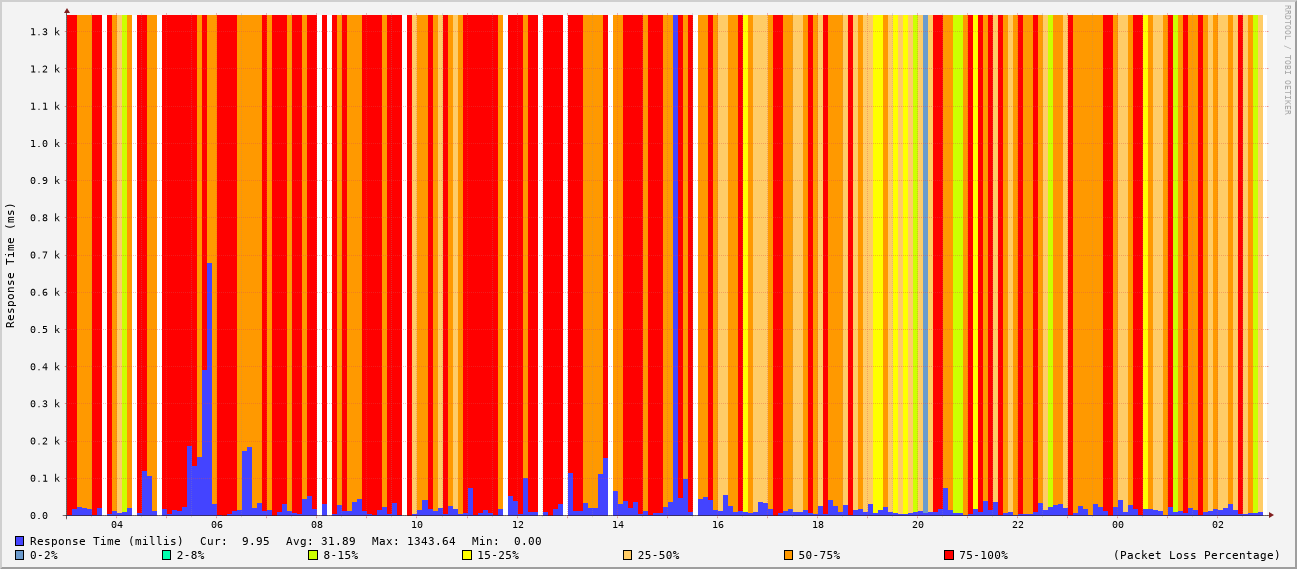 RRDTOOL / TOBI OETIKER
Response Time (ms)
1.3 k
1.2 k
1.1 k
1.0 k
0.9 k
0.8 k
0.7 k
0.6 k
0.5 k
0.4 k
0.3 k
0.2 k
0.1 k
0.0
04 06 08 10 12 14 16 18 20 22 00 02
Response Time (millis) Cur: 9.95 Avg: 31.89 Max: 1343.64 Min: 0.00
0-2% 2-8% 8-15% 15-25% 25-50% 50-75% 75-100% (Packet Loss Percentage)